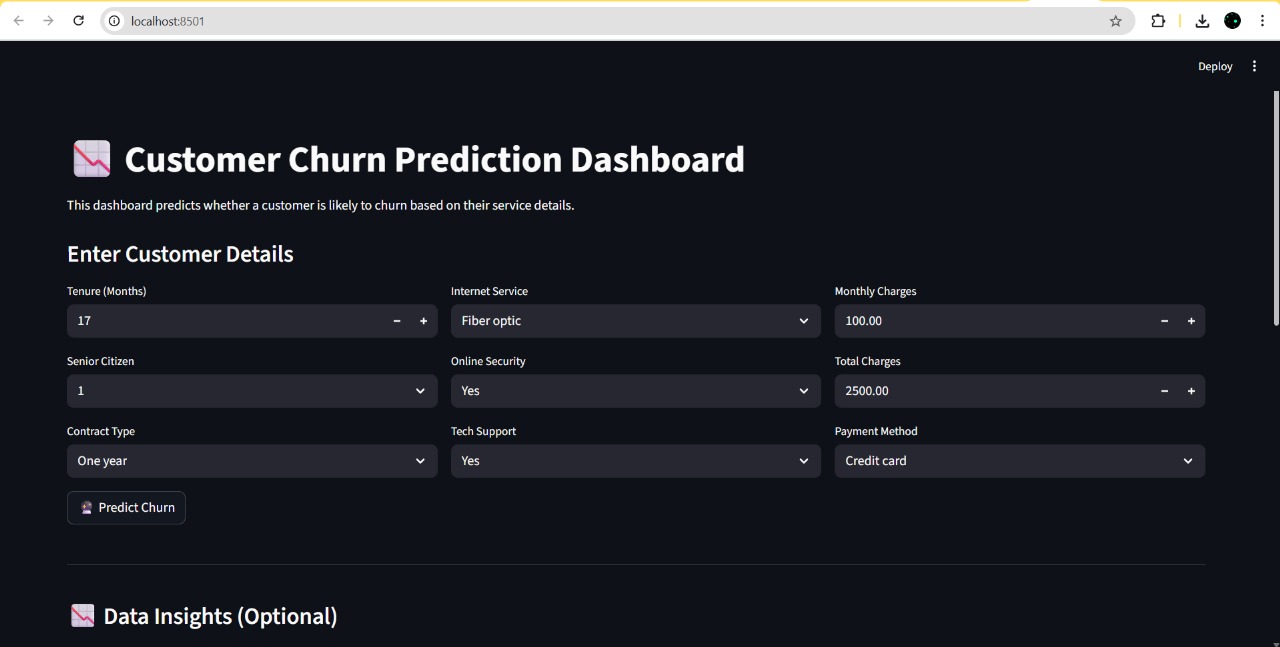 localhost:8501
Deploy
Customer Churn Prediction Dashboard
This dashboard predicts whether a customer is likely to churn based on their service details.
Enter Customer Details
Tenure (Months) Internet Service Monthly Charges
17 − + Fiber optic 100.00 − +
Senior Citizen Online Security Total Charges
1 Yes 2500.00 − +
Contract Type Tech Support Payment Method
One year Yes Credit card
Predict Churn
Data Insights (Optional)